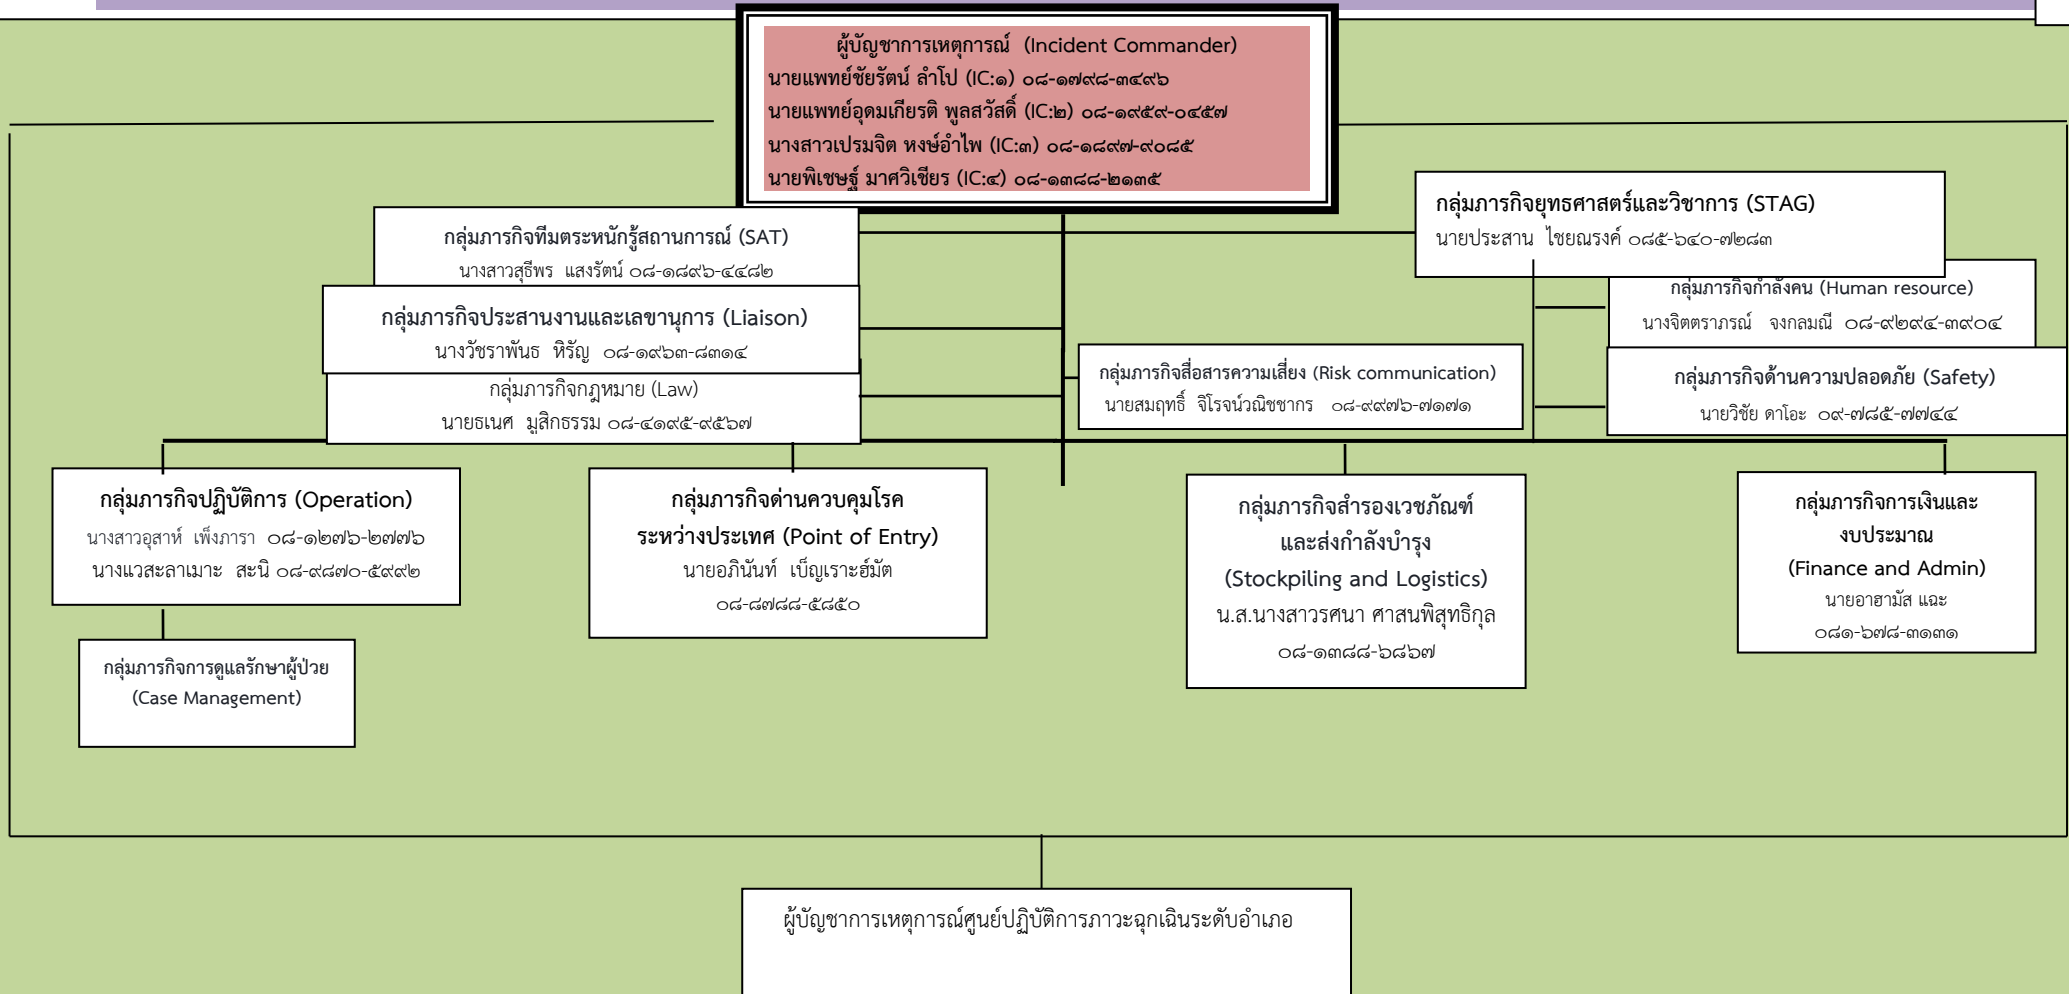 ผู้บัญชาการเหตุการณ์ (Incident Commander)
นายแพทย์ชัยรัตน์ ลำโป (IC:๑) ๐๘-๑๗๙๘-๓๔๙๖
นายแพทย์อุดมเกียรติ พูลสวัสดิ์ (IC:๒) ๐๘-๑๙๕๙-๐๔๕๗
นางสาวเปรมจิต หงษ์อำไพ (IC:๓) ๐๘-๑๘๙๗-๙๐๘๕
นายพิเชษฐ์ มาศวิเชียร (IC:๔) ๐๘-๑๓๘๘-๒๑๓๕
กลุ่มภารกิจทีมตระหนักรู้สถานการณ์ (SAT)
นางสาวสุธีพร แสงรัตน์ ๐๘-๑๘๙๖-๔๔๘๒
กลุ่มภารกิจยุทธศาสตร์และวิชาการ (STAG)
นายประสาน ไชยณรงค์ ๐๘๕-๖๔๐-๗๒๘๓
กลุ่มภารกิจประสานงานและเลขานุการ (Liaison)
นางวัชราพันธ หิรัญ ๐๘-๑๙๖๓-๘๓๑๔
กลุ่มภารกิจกำลังคน (Human resource)
นางจิตตราภรณ์ จงกลมณี ๐๘-๙๒๙๔-๓๙๐๔
กลุ่มภารกิจกฎหมาย (Law)
นายธเนศ มูสิกธรรม ๐๘-๔๑๙๕-๙๕๖๗
กลุ่มภารกิจสื่อสารความเสี่ยง (Risk communication)
นายสมฤทธิ์ จิโรจน์วณิชชากร ๐๘-๙๙๗๖-๗๑๗๑
กลุ่มภารกิจด้านความปลอดภัย (Safety)
นายวิชัย ดาโอะ ๐๙-๗๘๕-๗๗๔๔
กลุ่มภารกิจปฏิบัติการ (Operation)
นางสาวอุสาห์ เพ็งภารา ๐๘-๑๒๗๖-๒๗๗๖
นางแวสะลาเมาะ สะนิ ๐๘-๙๘๗๐-๕๙๙๒
กลุ่มภารกิจด่านควบคุมโรค
ระหว่างประเทศ (Point of Entry)
นายอภินันท์ เบ็ญเราะฮ์มัต
๐๘-๘๗๘๘-๕๘๕๐
กลุ่มภารกิจสำรองเวชภัณฑ์
และส่งกำลังบำรุง
(Stockpiling and Logistics)
น.ส.นางสาวรศนา ศาสนพิสุทธิกุล
๐๘-๑๓๘๘-๖๘๖๗
กลุ่มภารกิจการเงินและ
งบประมาณ
(Finance and Admin)
นายอาฮามัส แฉะ
๐๘๑-๖๗๘-๓๑๓๑
กลุ่มภารกิจการดูแลรักษาผู้ป่วย
(Case Management)
ผู้บัญชาการเหตุการณ์ศูนย์ปฏิบัติการภาวะฉุกเฉินระดับอำเภอ